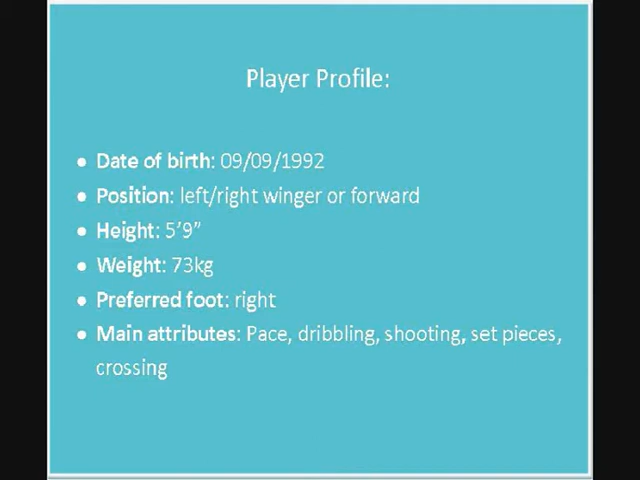 Player Profile:
• Date of birth: 09/09/1992
• Position: left/right winger or forward
• Height: 5’9”
• Weight: 73kg
• Preferred foot: right
• Main attributes: Pace, dribbling, shooting, set pieces,
crossing